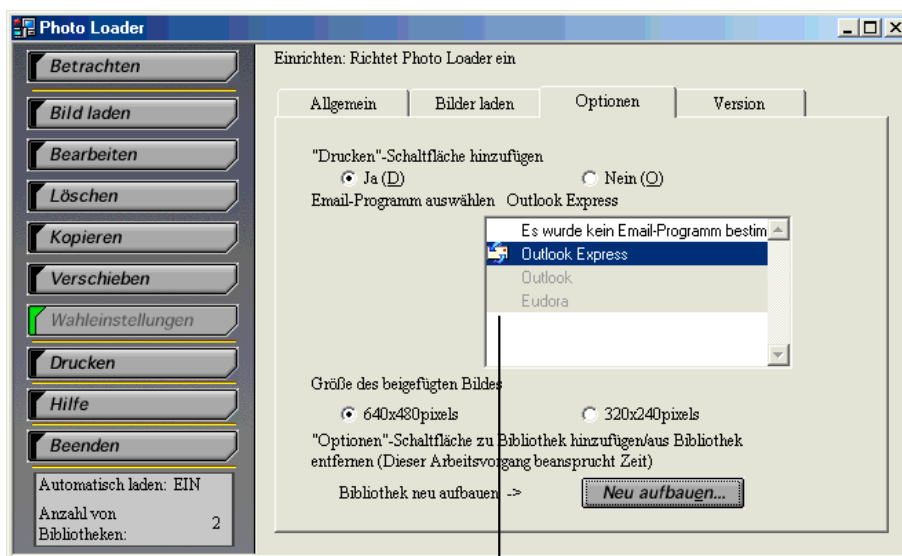 Photo Loader
Betrachten
Bild laden
Bearbeiten
Löschen
Kopieren
Verschieben
Wahleinstellungen
Drucken
Hilfe
Beenden
Automatisch laden: EIN
Anzahl von
Bibliotheken: 2
Einrichten: Richtet Photo Loader ein
Allgemein Bilder laden Optionen Version
"Drucken"-Schaltfläche hinzufügen
Ja (D) Nein (O)
Email-Programm auswählen Outlook Express
Es wurde kein Email-Programm bestim
Outlook Express
Outlook
Eudora
Größe des beigefügten Bildes
640x480pixels 320x240pixels
"Optionen"-Schaltfläche zu Bibliothek hinzufügen/aus Bibliothek
entfernen (Dieser Arbeitsvorgang beansprucht Zeit)
Bibliothek neu aufbauen -> Neu aufbauen...